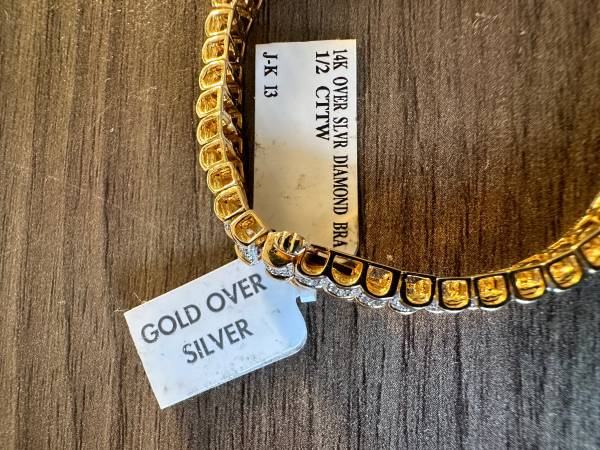 14K OVER SLVR DIAMOND BRA
1/2 CTTW
J-K 13
GOLD OVER
SILVER